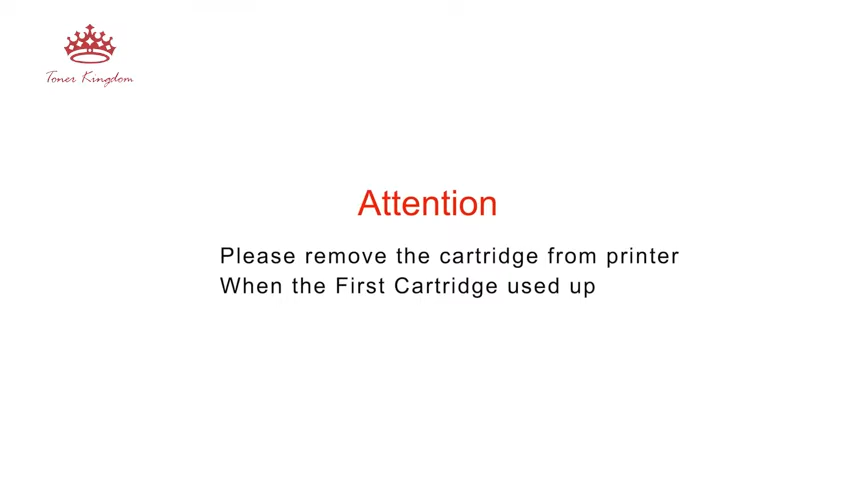 Toner Kingdom
Attention
Please remove the cartridge from printer
When the First Cartridge used up